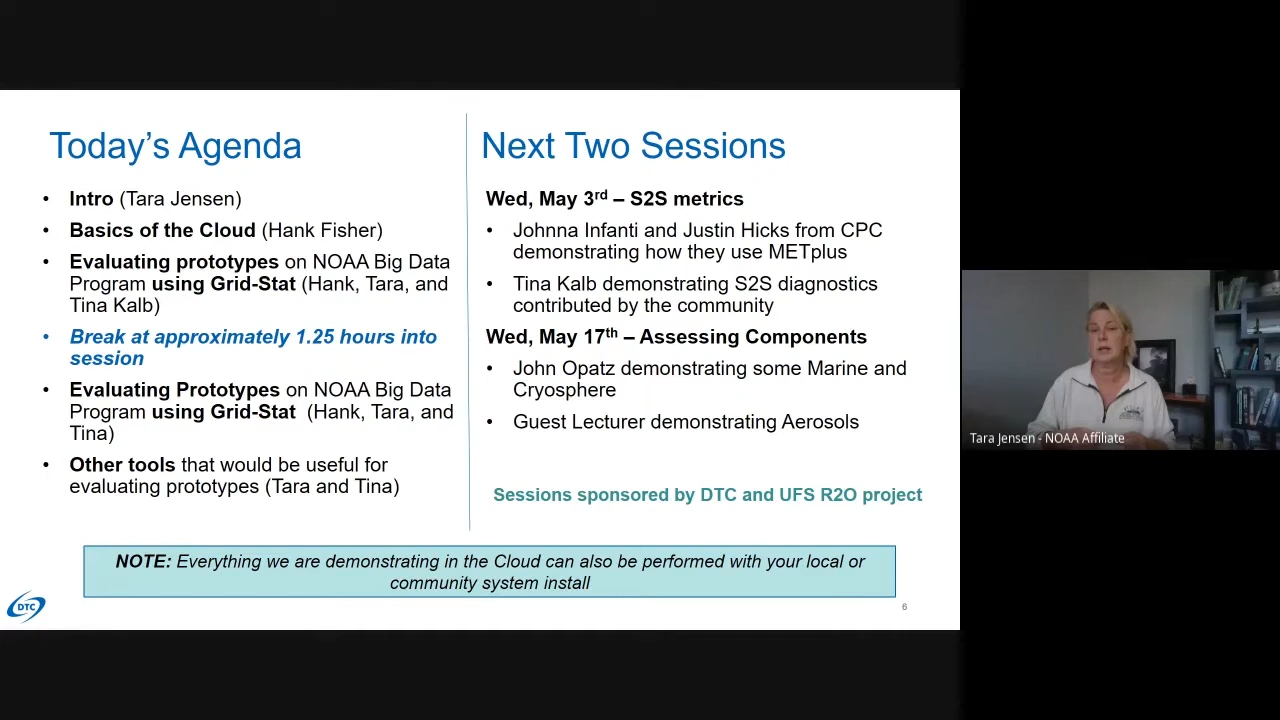 Today's Agenda
• Intro (Tara Jensen)
• Basics of the Cloud (Hank Fisher)
• Evaluating prototypes on NOAA Big Data
Program using Grid-Stat (Hank, Tara, and
Tina Kalb)
• Break at approximately 1.25 hours into
session
• Evaluating Prototypes on NOAA Big Data
Program using Grid-Stat (Hank, Tara, and
Tina)
• Other tools that would be useful for
evaluating prototypes (Tara and Tina)
Next Two Sessions
Wed, May 3rd – S2S metrics
• Johnna Infanti and Justin Hicks from CPC
demonstrating how they use METplus
• Tina Kalb demonstrating S2S diagnostics
contributed by the community
Wed, May 17th – Assessing Components
• John Opatz demonstrating some Marine and
Cryosphere
• Guest Lecturer demonstrating Aerosols
Sessions sponsored by DTC and UFS R2O project
NOTE: Everything we are demonstrating in the Cloud can also be performed with your local or
community system install
DTC
6
Tara Jensen - NOAA Affiliate